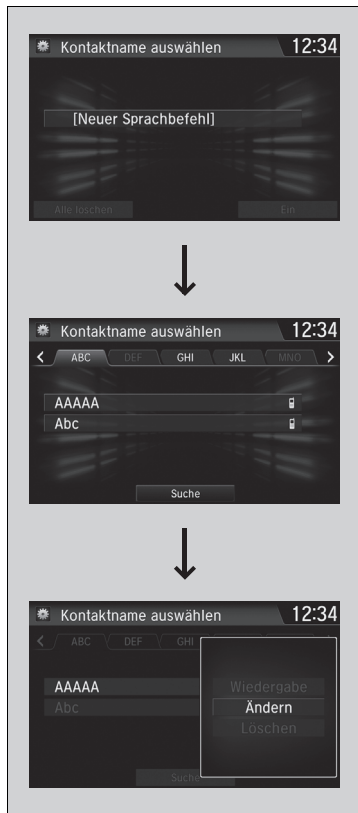 Kontaktname auswählen 12:34
[Neuer Sprachbefehl]
Alle löschen Ein
Kontaktname auswählen 12:34
ABC DEF GHI JKL MNO
AAAAA
Abc
Suche
Kontaktname auswählen 12:34
ABC DEF GHI
AAAAA Wiedergabe
Abc Ändern
Löschen
Suche